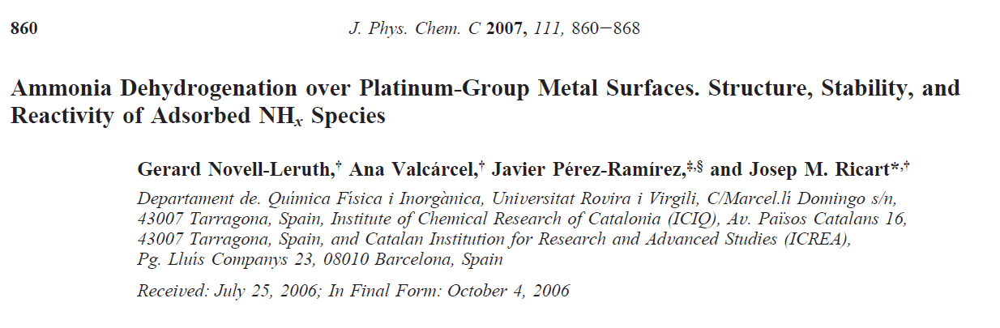 860
J. Phys. Chem. C 2007, 111, 860−868
Ammonia Dehydrogenation over Platinum-Group Metal Surfaces. Structure, Stability, and
Reactivity of Adsorbed NHx Species
Gerard Novell-Leruth,† Ana Valcárcel,† Javier Pérez-Ramírez,‡,§ and Josep M. Ricart*,†
Departament de. Química Física i Inorgànica, Universitat Rovira i Virgili, C/Marcel.lí Domingo s/n,
43007 Tarragona, Spain, Institute of Chemical Research of Catalonia (ICIQ), Av. Països Catalans 16,
43007 Tarragona, Spain, and Catalan Institution for Research and Advanced Studies (ICREA),
Pg. Lluís Companys 23, 08010 Barcelona, Spain
Received: July 25, 2006; In Final Form: October 4, 2006